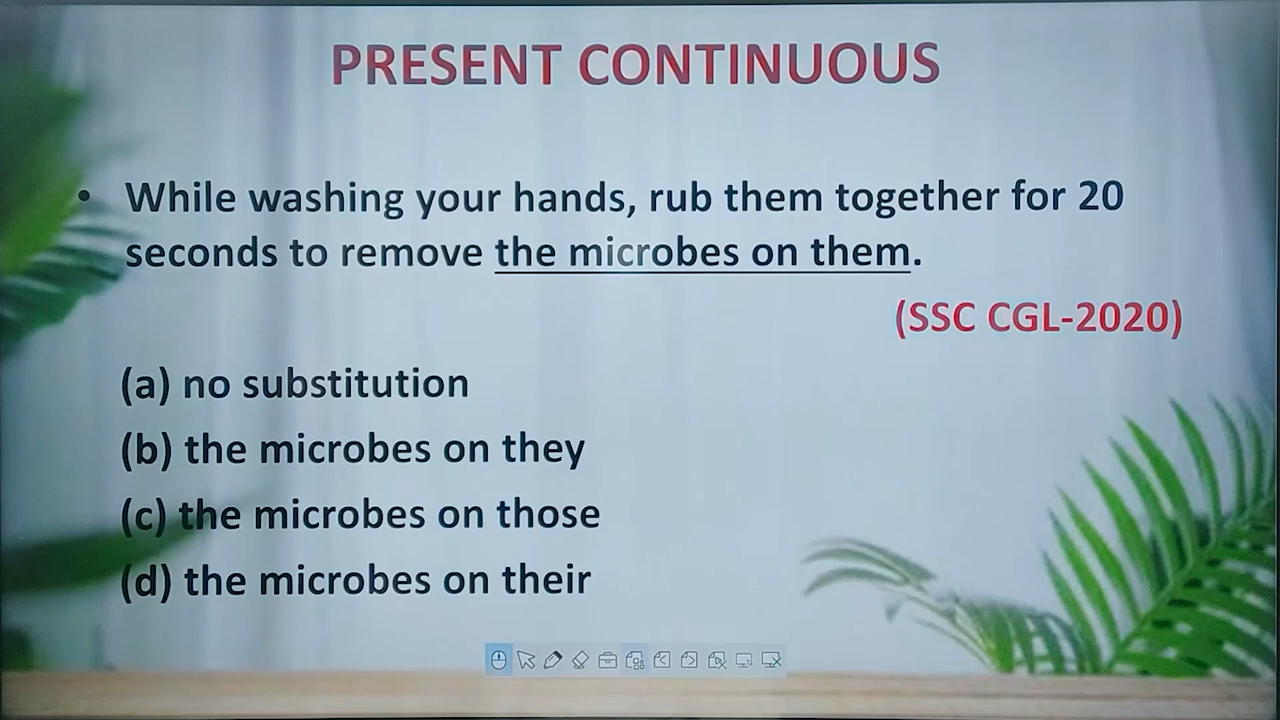 PRESENT CONTINUOUS
• While washing your hands, rub them together for 20
seconds to remove the microbes on them.
(SSC CGL-2020)
(a) no substitution
(b) the microbes on they
(c) the microbes on those
(d) the microbes on their